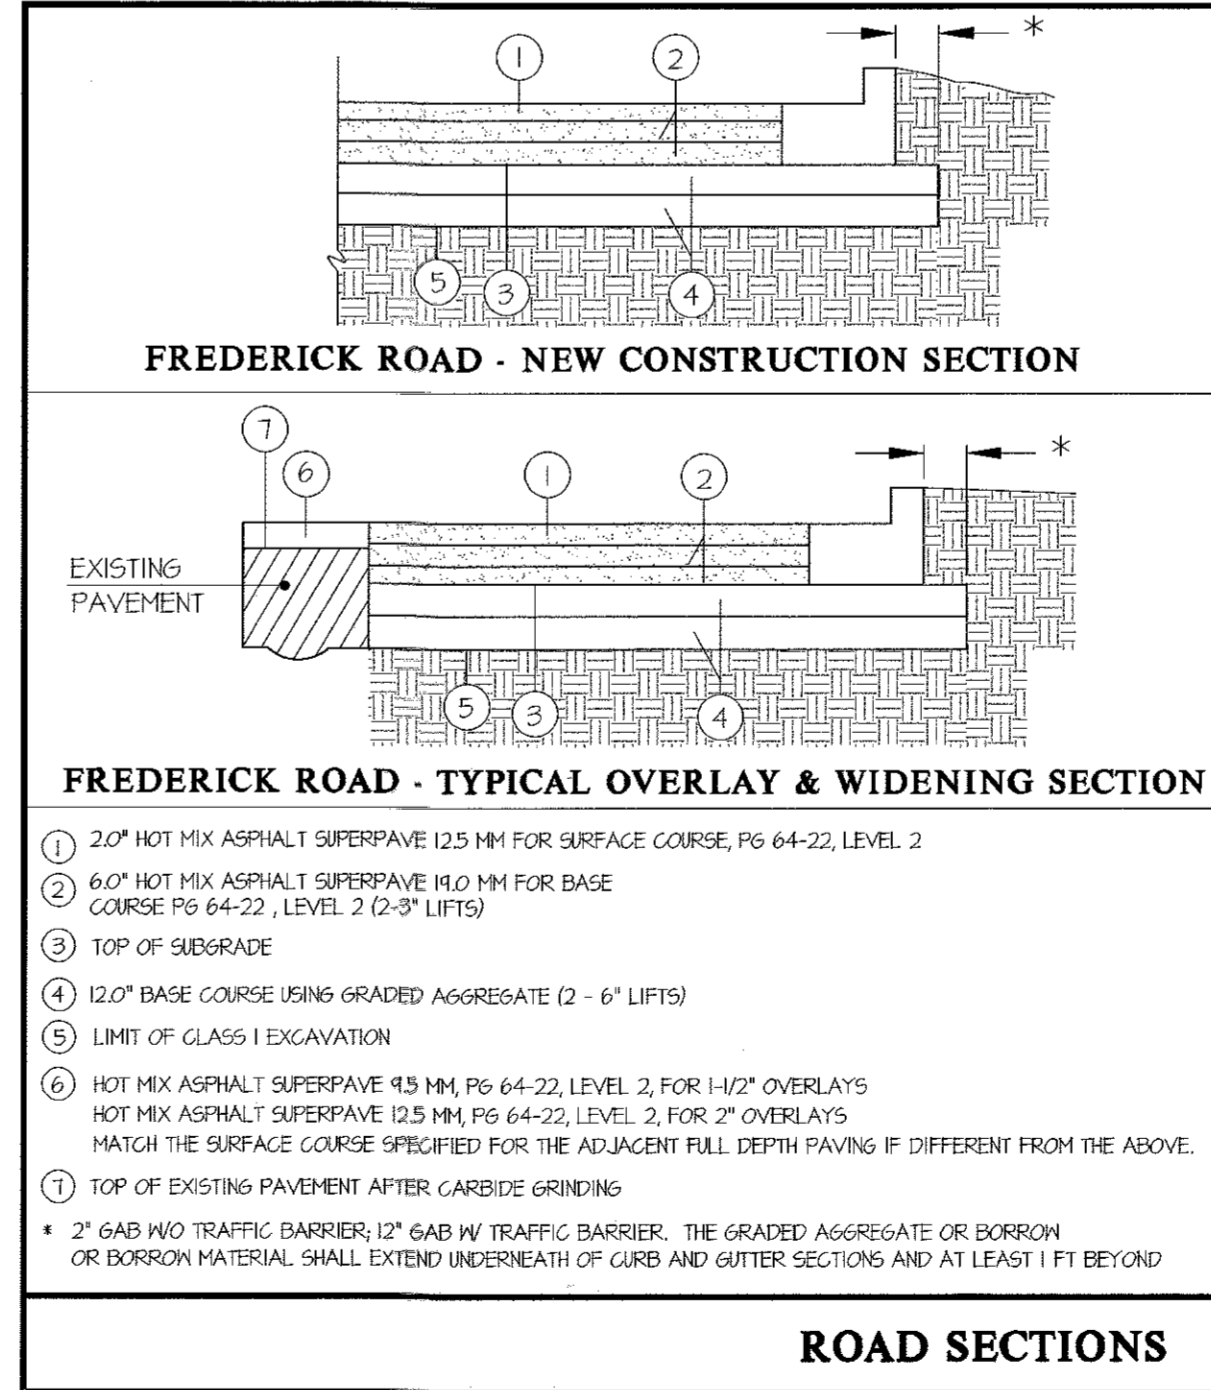 *
1
2
5
3
4
FREDERICK ROAD - NEW CONSTRUCTION SECTION
7
6
1
2
*
EXISTING
PAVEMENT
5
3
4
FREDERICK ROAD - TYPICAL OVERLAY & WIDENING SECTION
1 2.0" HOT MIX ASPHALT SUPERPAVE 12.5 MM FOR SURFACE COURSE, PG 64-22, LEVEL 2
2 6.0" HOT MIX ASPHALT SUPERPAVE 19.0 MM FOR BASE
COURSE PG 64-22 , LEVEL 2 (2-3" LIFTS)
3 TOP OF SUBGRADE
4 12.0" BASE COURSE USING GRADED AGGREGATE (2 - 6" LIFTS)
5 LIMIT OF CLASS 1 EXCAVATION
6 HOT MIX ASPHALT SUPERPAVE 9.5 MM, PG 64-22, LEVEL 2, FOR 1-1/2" OVERLAYS
HOT MIX ASPHALT SUPERPAVE 12.5 MM, PG 64-22, LEVEL 2, FOR 2" OVERLAYS
MATCH THE SURFACE COURSE SPECIFIED FOR THE ADJACENT FULL DEPTH PAVING IF DIFFERENT FROM THE ABOVE.
7 TOP OF EXISTING PAVEMENT AFTER CARBIDE GRINDING
* 2" GAB W/O TRAFFIC BARRIER; 12" GAB W/ TRAFFIC BARRIER. THE GRADED AGGREGATE OR BORROW
OR BORROW MATERIAL SHALL EXTEND UNDERNEATH OF CURB AND GUTTER SECTIONS AND AT LEAST 1 FT BEYOND
ROAD SECTIONS